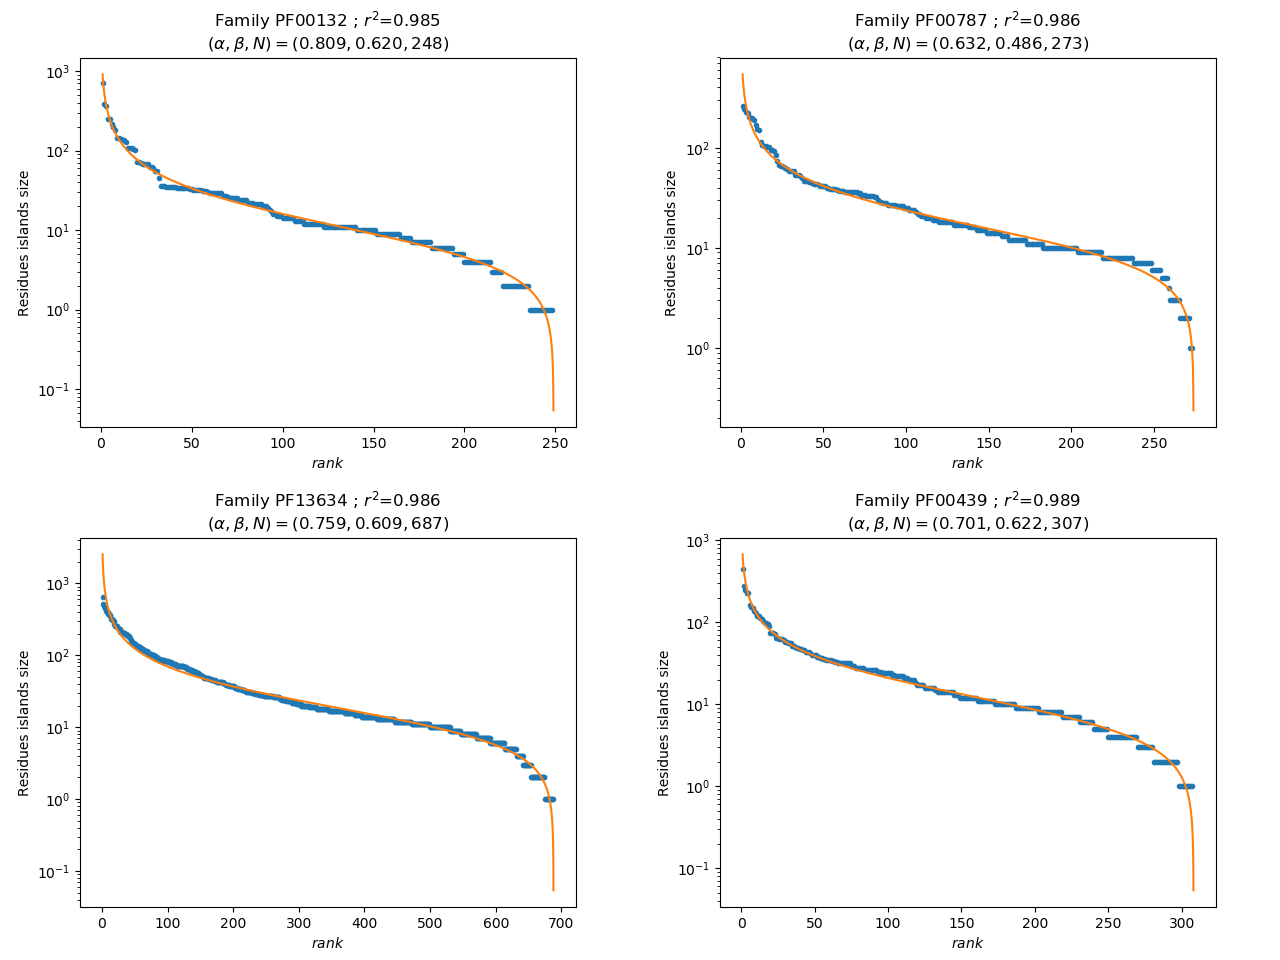 Family PF00132 ; r²=0.985
(α, β, N) = (0.809, 0.620, 248)
Residues islands size
10³
10²
10¹
10⁰
10⁻¹
0 50 100 150 200 250
rank
Family PF00787 ; r²=0.986
(α, β, N) = (0.632, 0.486, 273)
Residues islands size
10²
10¹
10⁰
0 50 100 150 200 250
rank
Family PF13634 ; r²=0.986
(α, β, N) = (0.759, 0.609, 687)
Residues islands size
10³
10²
10¹
10⁰
10⁻¹
0 100 200 300 400 500 600 700
rank
Family PF00439 ; r²=0.989
(α, β, N) = (0.701, 0.622, 307)
Residues islands size
10³
10²
10¹
10⁰
10⁻¹
0 50 100 150 200 250 300
rank